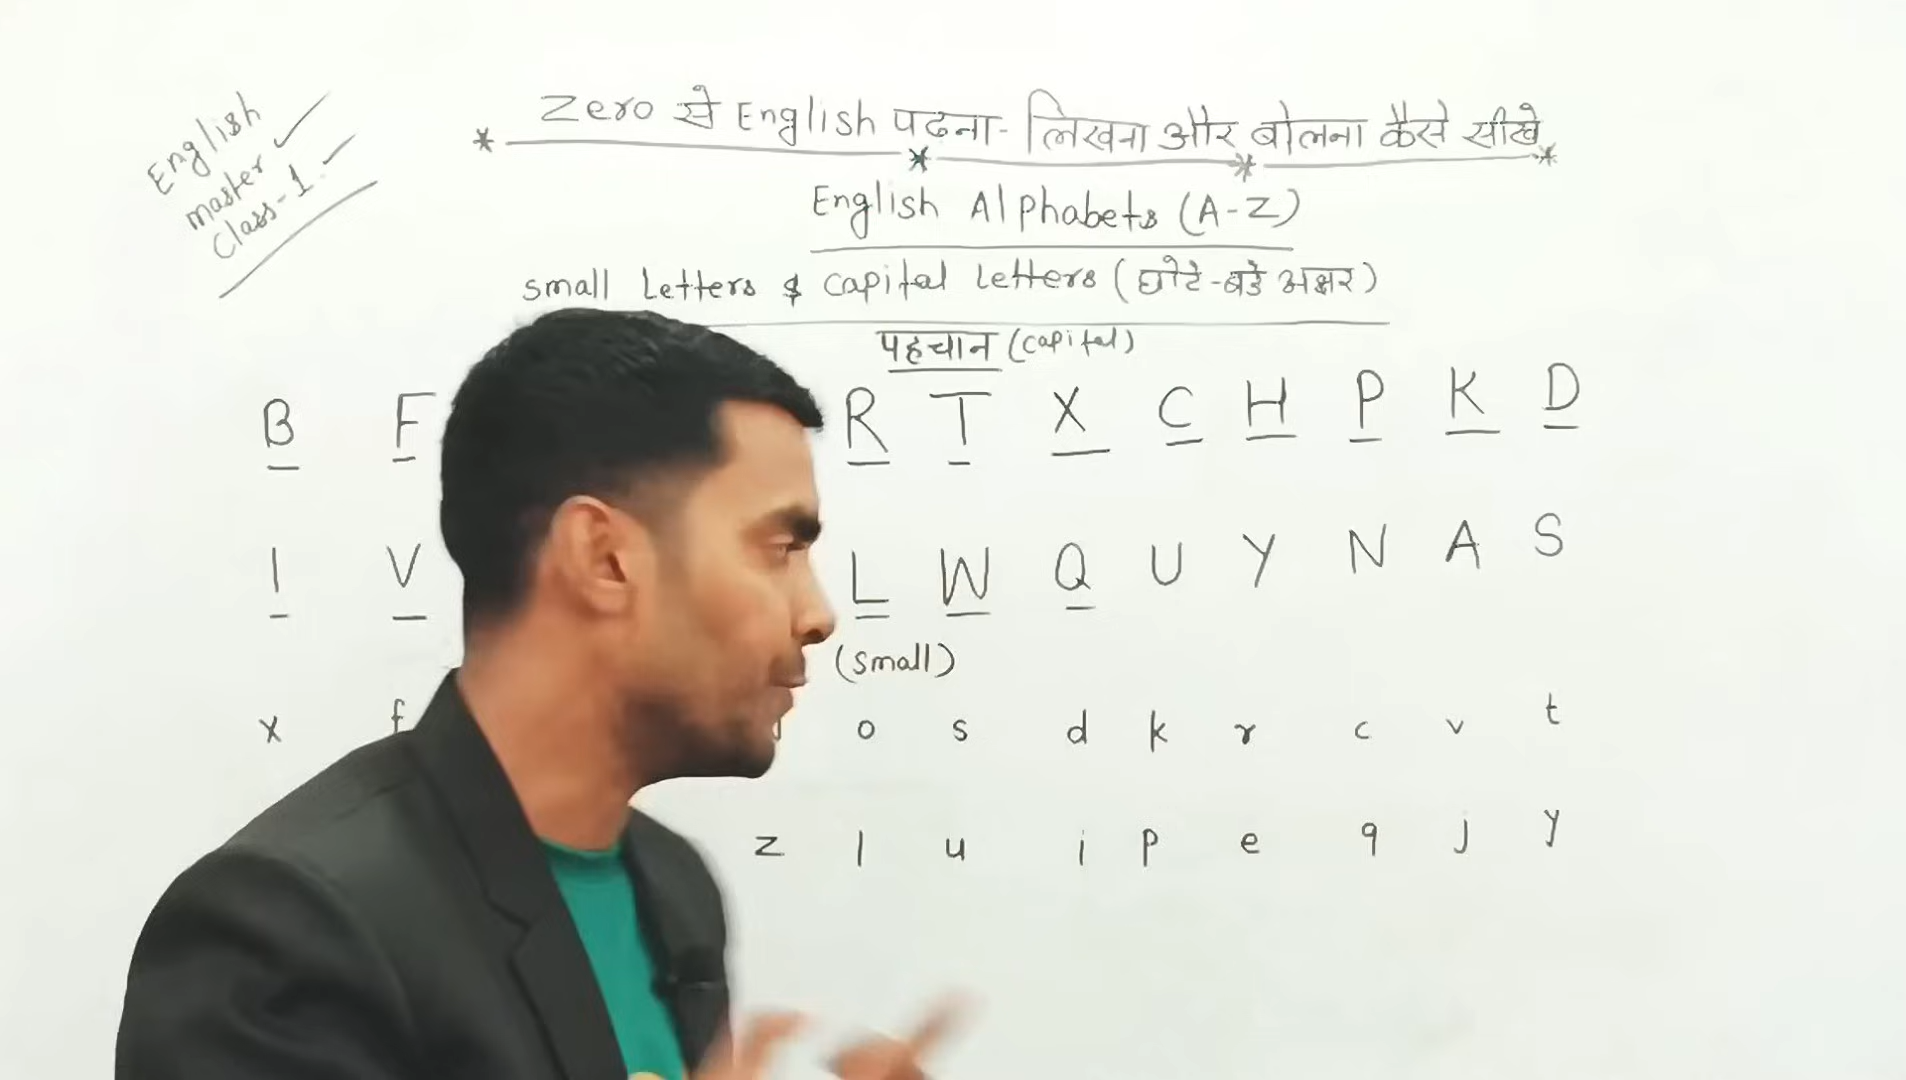 English
master
Class-1.
Zero से English पढना-लिखना और बोलना कैसे सीखे
English Alphabets (A-Z)
small Letters & Capital Letters (छोटे-बडे अक्षर)
पहचान (Capital)
B F R T X C H P K D
I V L W Q U Y N A S
(small)
x f o s d k r c v t
z l u i p e q j y